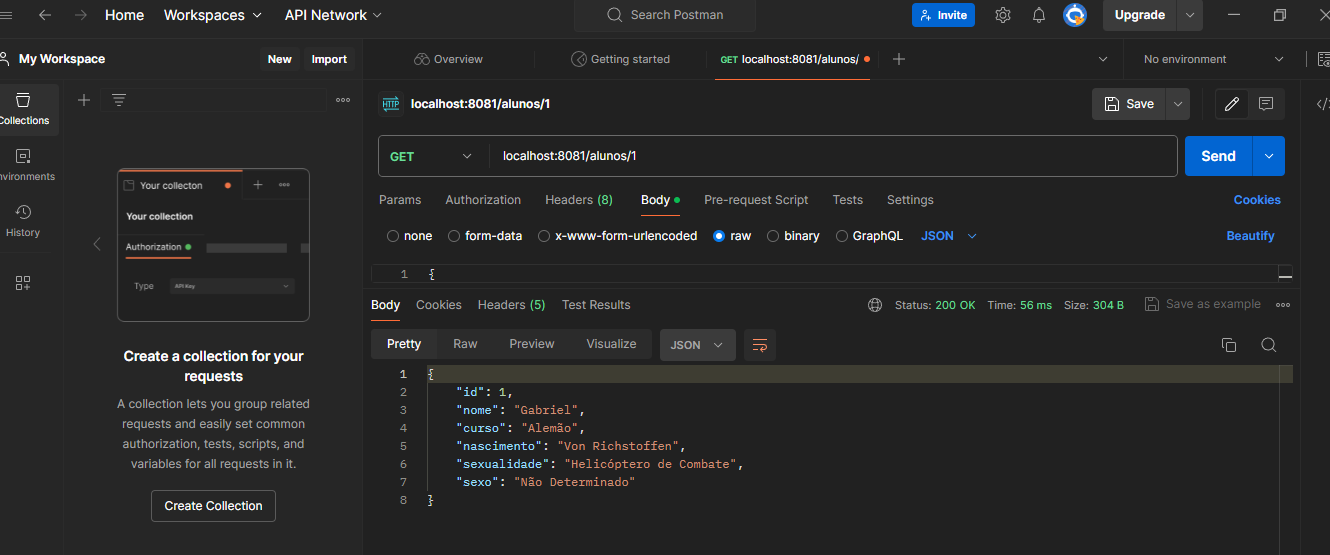 Home Workspaces API Network Search Postman Invite Upgrade
My Workspace New Import Overview Getting started GET localhost:8081/alunos/ No environment
Collections
nvironments
History
Your collecton
Your collection
Authorization
Type API Key
Create a collection for your
requests
A collection lets you group related
requests and easily set common
authorization, tests, scripts, and
variables for all requests in it.
Create Collection
HTTP localhost:8081/alunos/1 Save
GET localhost:8081/alunos/1 Send
Params Authorization Headers (8) Body Pre-request Script Tests Settings Cookies
none form-data x-www-form-urlencoded raw binary GraphQL JSON Beautify
1 {
Body Cookies Headers (5) Test Results Status: 200 OK Time: 56 ms Size: 304 B Save as example
Pretty Raw Preview Visualize JSON
1 {
2 "id": 1,
3 "nome": "Gabriel",
4 "curso": "Alemão",
5 "nascimento": "Von Richstoffen",
6 "sexualidade": "Helicóptero de Combate",
7 "sexo": "Não Determinado"
8 }